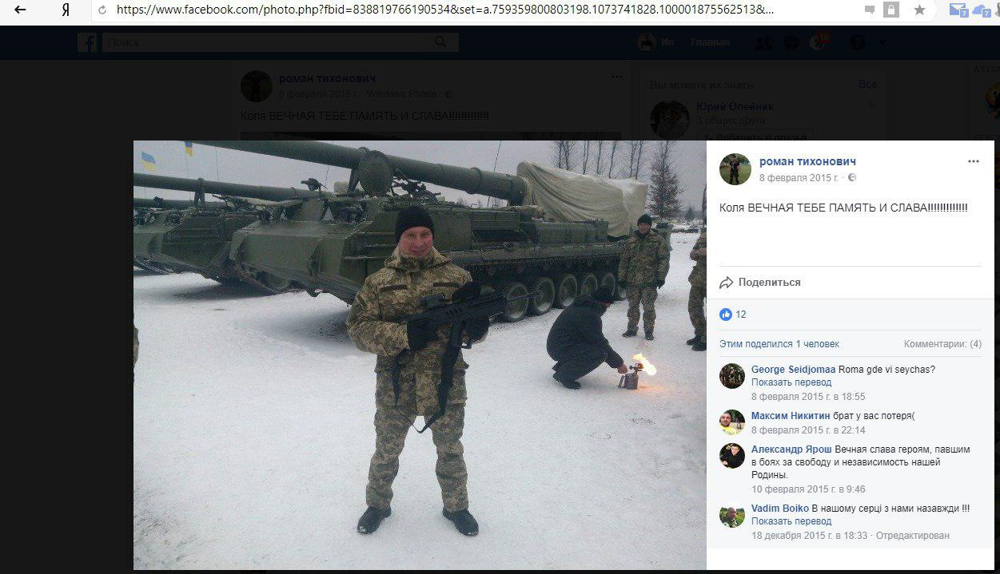 Я
https://www.facebook.com/photo.php?fbid=838819766190534&set=a.759359800803198.1073741828.100001875562513&...
7
7
Поиск
Ив
Главная
15
роман тихонович
8 февраля 2015 г. · Windows Phone ·
Коля ВЕЧНАЯ ТЕБЕ ПАМЯТЬ И СЛАВА!!!!!!!!!!!!!
Вы можете их знать
Все
Юрий Олейник
3 общих друга
Добавить в друзья
роман тихонович
8 февраля 2015 г. ·
Коля ВЕЧНАЯ ТЕБЕ ПАМЯТЬ И СЛАВА!!!!!!!!!!!!!
Поделиться
12
Этим поделился 1 человек
Комментарии: (4)
George Seidjomaa Roma gde vi seychas?
Показать перевод
8 февраля 2015 г. в 18:55
Максим Никитин брат у вас потеря(
8 февраля 2015 г. в 22:14
Александр Ярош Вечная слава героям, павшим
в боях за свободу и независимость нашей
Родины.
10 февраля 2015 г. в 9:46
Vadim Boiko В нашому серці з нами назавжди !!!
Показать перевод
18 декабря 2015 г. в 18:33 · Отредактирован